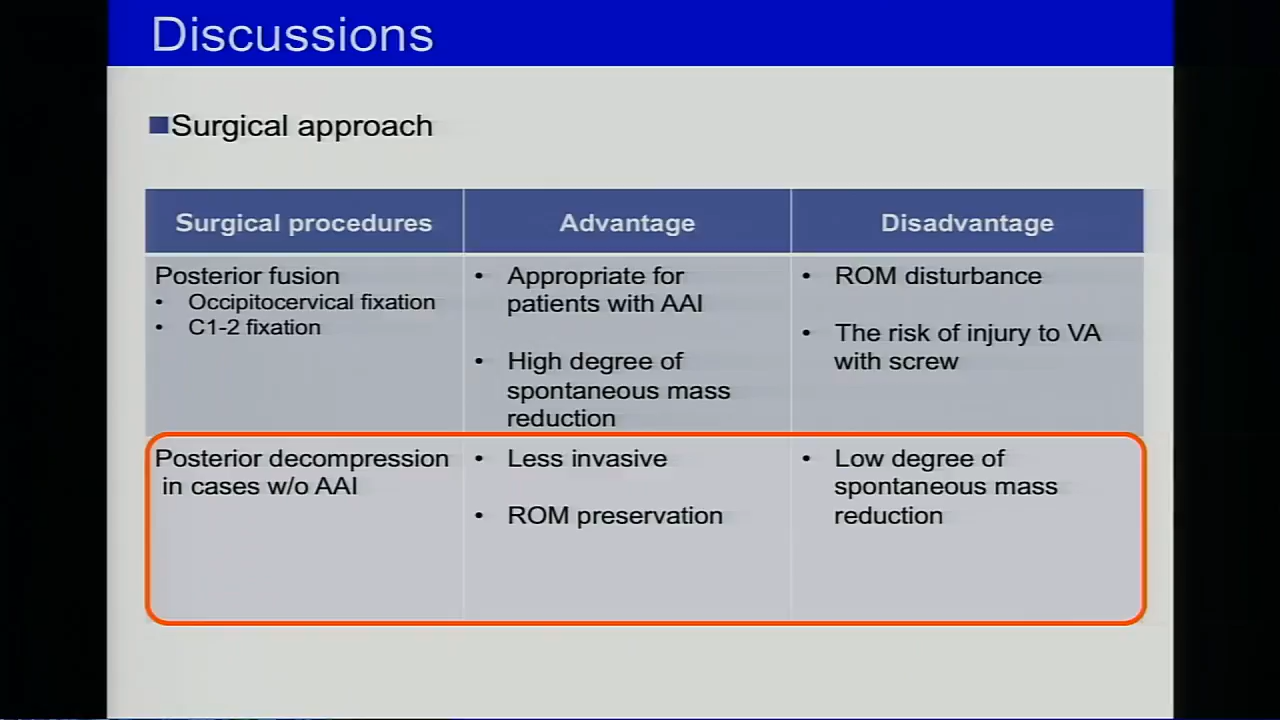 Discussions
Surgical approach
Surgical procedures
Advantage
Disadvantage
Posterior fusion
• Occipitocervical fixation
• C1-2 fixation
• Appropriate for
patients with AAI
• High degree of
spontaneous mass
reduction
• ROM disturbance
• The risk of injury to VA
with screw
Posterior decompression
in cases w/o AAI
• Less invasive
• ROM preservation
• Low degree of
spontaneous mass
reduction